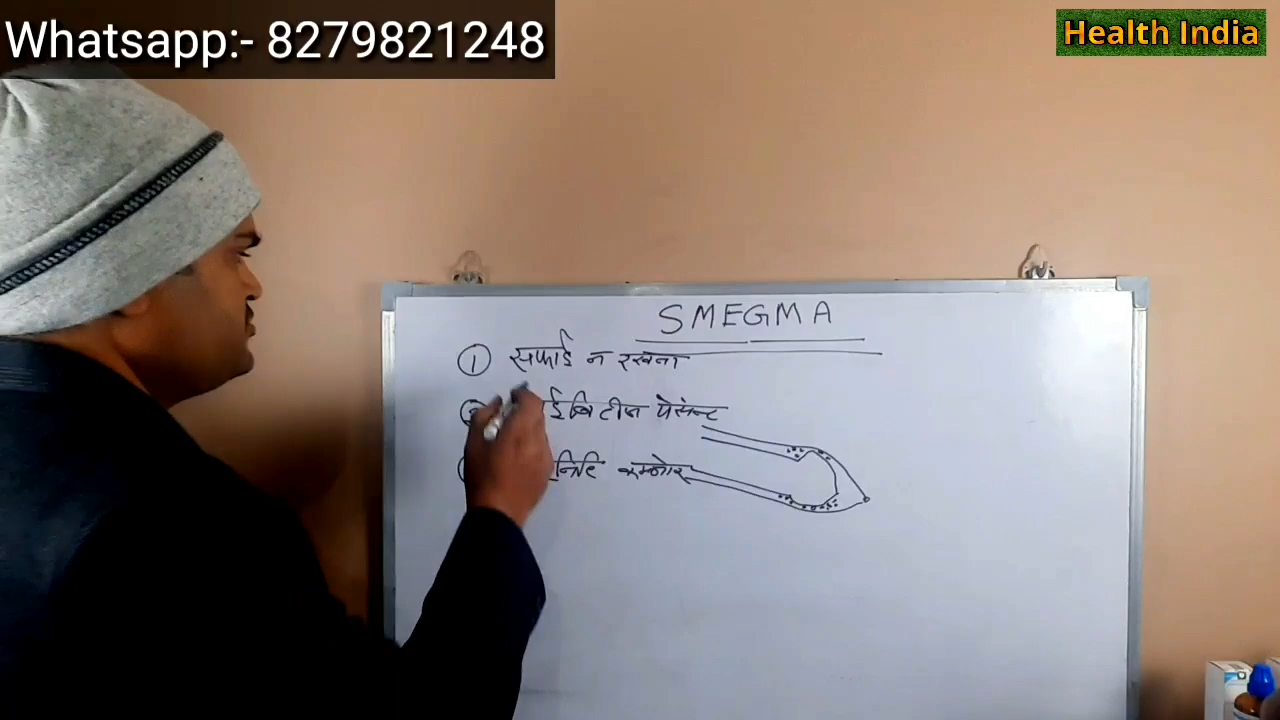 Whatsapp:- 8279821248
Health India
SMEGMA
① सफाई न रखना
पेसेन्ट
कमजोर